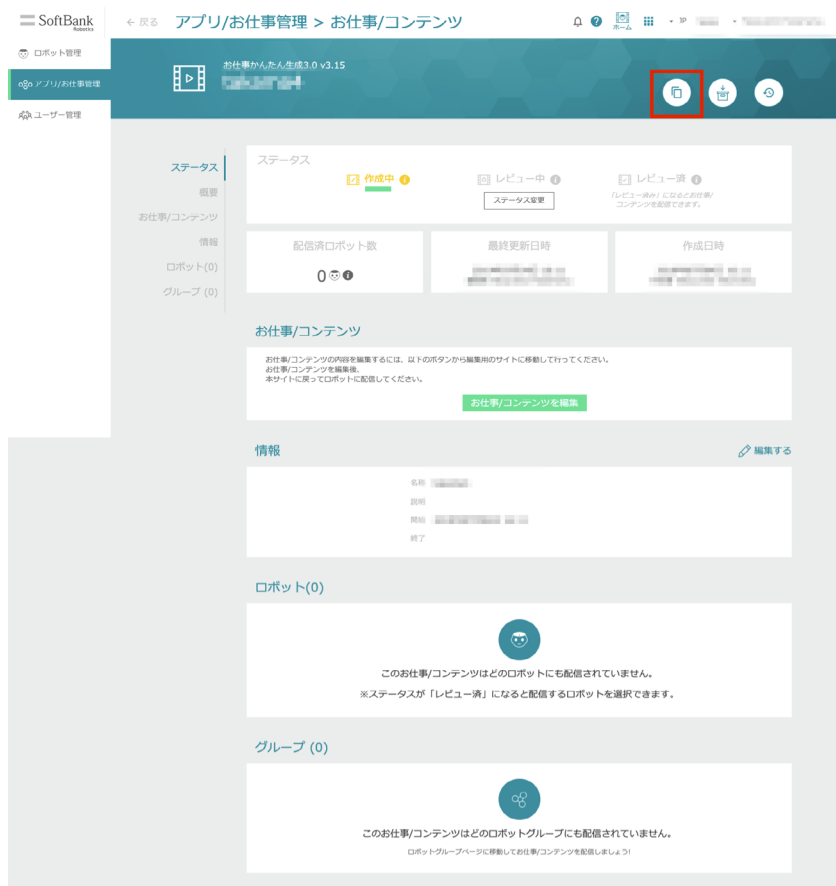 SoftBank
Robotics
← 戻る
アプリ/お仕事管理 > お仕事/コンテンツ
ホーム
JP
ロボット管理
アプリ/お仕事管理
ユーザー管理
お仕事かんたん生成3.0 v3.15
ステータス
概要
お仕事/コンテンツ
情報
ロボット(0)
グループ (0)
ステータス
作成中
レビュー中
レビュー済
ステータス変更
「レビュー済み」になるとお仕事/
コンテンツを配信できます。
配信済ロボット数
最終更新日時
作成日時
0
お仕事/コンテンツ
お仕事/コンテンツの内容を編集するには、以下のボタンから編集用のサイトに移動して行ってください。
お仕事/コンテンツを編集後、
本サイトに戻ってロボットに配信してください。
お仕事/コンテンツを編集
情報
編集する
名称
説明
開始
終了
ロボット(0)
このお仕事/コンテンツはどのロボットにも配信されていません。
※ステータスが「レビュー済」になると配信するロボットを選択できます。
グループ (0)
このお仕事/コンテンツはどのロボットグループにも配信されていません。
ロボットグループページに移動してお仕事/コンテンツを配信しましょう!